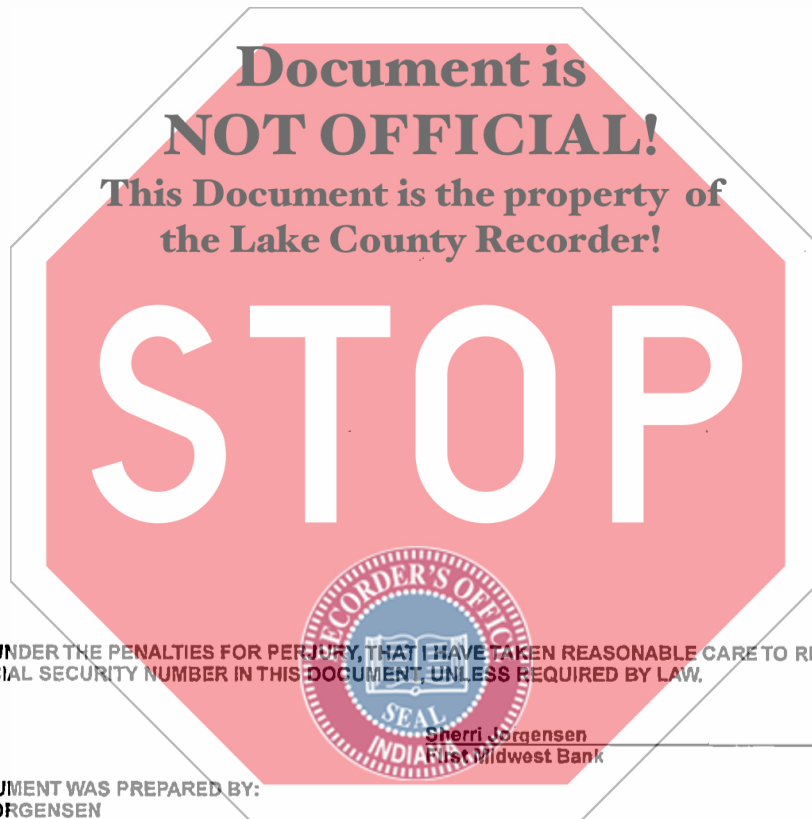 Document is
NOT OFFICIAL!
This Document is the property of
the Lake County Recorder!
STOP
RECORDER'S OFFICE
SEAL
INDIANA
NDER THE PENALTIES FOR PERJURY, THAT I HAVE TAKEN REASONABLE CARE TO R
IAL SECURITY NUMBER IN THIS DOCUMENT, UNLESS REQUIRED BY LAW.
Sherri Jorgensen
First Midwest Bank
UMENT WAS PREPARED BY:
RGENSEN